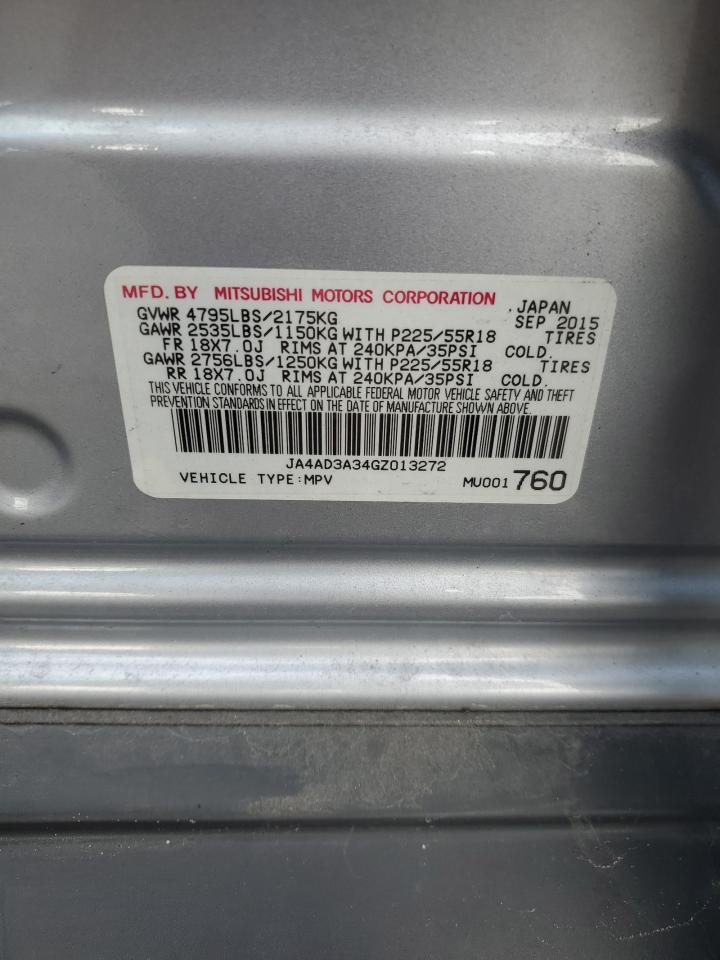 MFD. BY MITSUBISHI MOTORS CORPORATION JAPAN
GVWR 4795LBS/2175KG SEP 2015
GAWR 2535LBS/1150KG WITH P225/55R18 TIRES
FR 18X7.0J RIMS AT 240KPA/35PSI COLD.
GAWR 2756LBS/1250KG WITH P225/55R18 TIRES
RR 18X7.0J RIMS AT 240KPA/35PSI COLD.
THIS VEHICLE CONFORMS TO ALL APPLICABLE FEDERAL MOTOR VEHICLE SAFETY AND THEFT
PREVENTION STANDARDS IN EFFECT ON THE DATE OF MANUFACTURE SHOWN ABOVE.
JA4AD3A34GZ013272
VEHICLE TYPE:MPV MU001 760